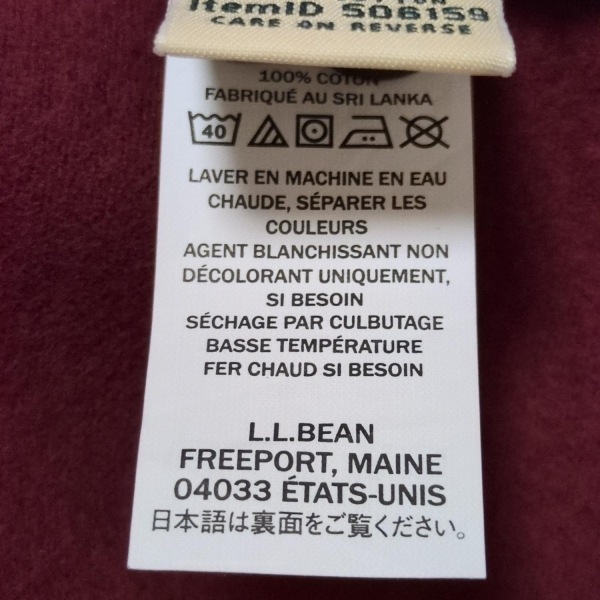 ItemID 506159
CARE ON REVERSE
100% COTON
FABRIQUÉ AU SRI LANKA
40
LAVER EN MACHINE EN EAU
CHAUDE, SÉPARER LES
COULEURS
AGENT BLANCHISSANT NON
DÉCOLORANT UNIQUEMENT,
SI BESOIN
SÉCHAGE PAR CULBUTAGE
BASSE TEMPÉRATURE
FER CHAUD SI BESOIN
L.L.BEAN
FREEPORT, MAINE
04033 ÉTATS-UNIS
日本語は裏面をご覧ください。